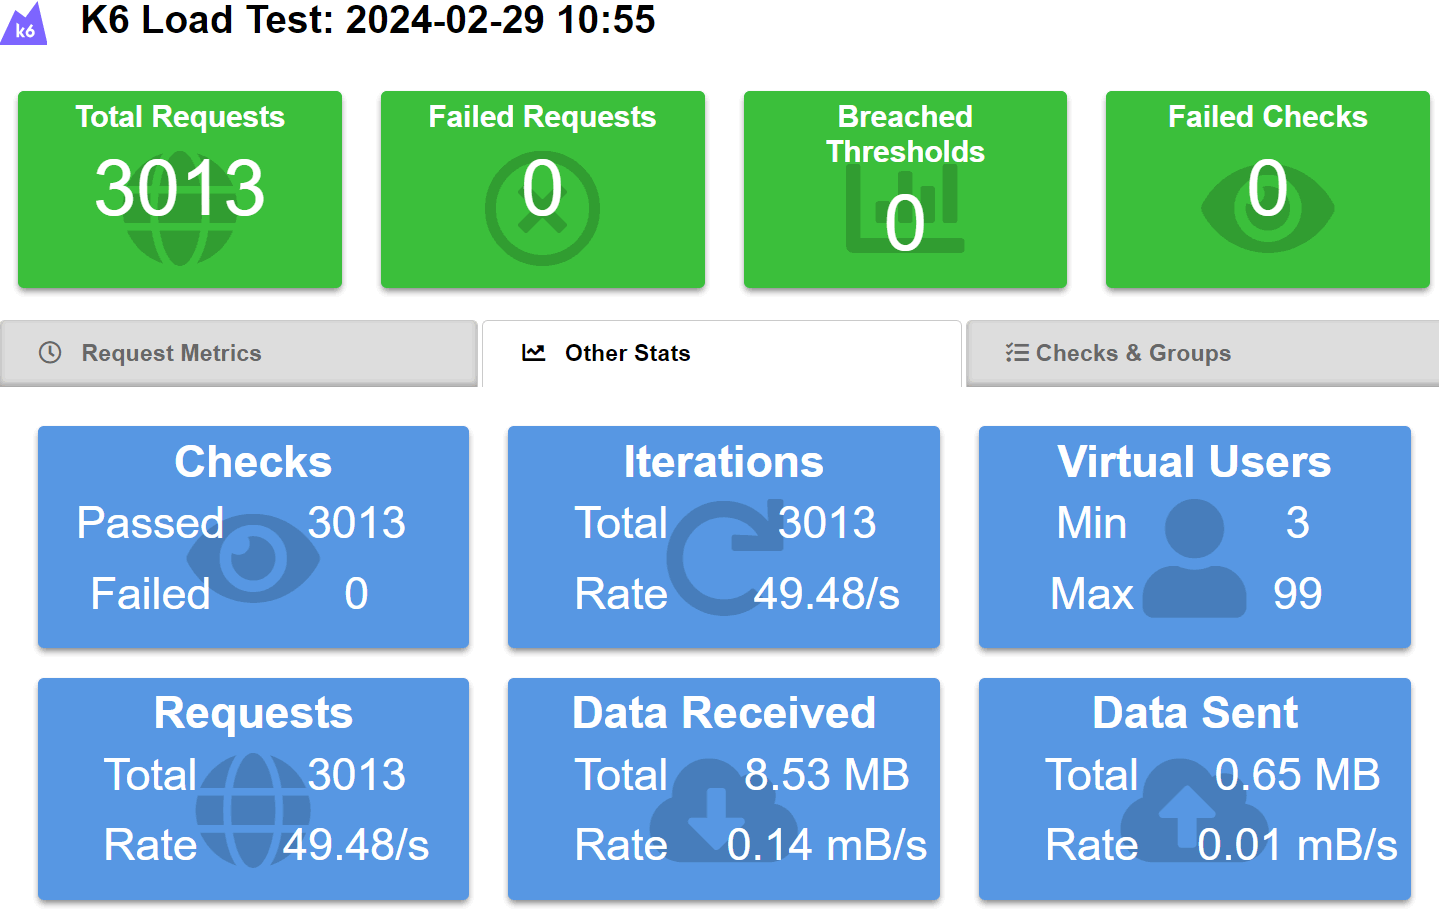 k6
K6 Load Test: 2024-02-29 10:55
Total Requests
3013
Failed Requests
0
Breached
Thresholds
0
Failed Checks
0
Request Metrics
Other Stats
Checks & Groups
Checks
Passed 3013
Failed 0
Iterations
Total 3013
Rate 49.48/s
Virtual Users
Min 3
Max 99
Requests
Total 3013
Rate 49.48/s
Data Received
Total 8.53 MB
Rate 0.14 mB/s
Data Sent
Total 0.65 MB
Rate 0.01 mB/s